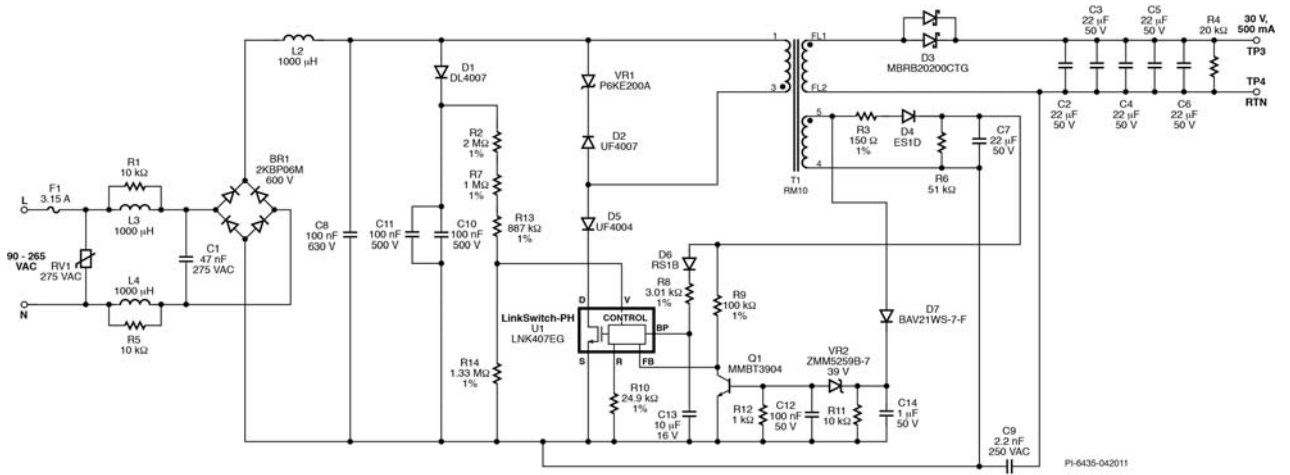 L2
1000 µH
D1
DL4007
VR1
P6KE200A
D2
UF4007
D5
UF4004
1
3
FL1
FL2
5
4
T1
RM10
D3
MBRB20200CTG
C3
22 µF
50 V
C5
22 µF
50 V
R4
20 kΩ
30 V,
500 mA
TP3
TP4
RTN
C2
22 µF
50 V
C4
22 µF
50 V
C6
22 µF
50 V
R3
150 Ω
1%
D4
ES1D
R6
51 kΩ
C7
22 µF
50 V
R2
2 MΩ
1%
R7
1 MΩ
1%
R13
887 kΩ
1%
R1
10 kΩ
BR1
2KBP06M
600 V
F1
3.15 A
L
L3
1000 µH
90 - 265
VAC
RV1
275 VAC
C1
47 nF
275 VAC
L4
1000 µH
N
R5
10 kΩ
C8
100 nF
630 V
C11
100 nF
500 V
C10
100 nF
500 V
D6
RS1B
R8
3.01 kΩ
1%
R9
100 kΩ
1%
D7
BAV21WS-7-F
LinkSwitch-PH
U1
LNK407EG
D
V
CONTROL
BP
S
R
FB
R14
1.33 MΩ
1%
R10
24.9 kΩ
1%
C13
10 µF
16 V
Q1
MMBT3904
VR2
ZMM5259B-7
39 V
R12
1 kΩ
C12
100 nF
50 V
R11
10 kΩ
C14
1 µF
50 V
C9
2.2 nF
250 VAC
PI-6435-042011